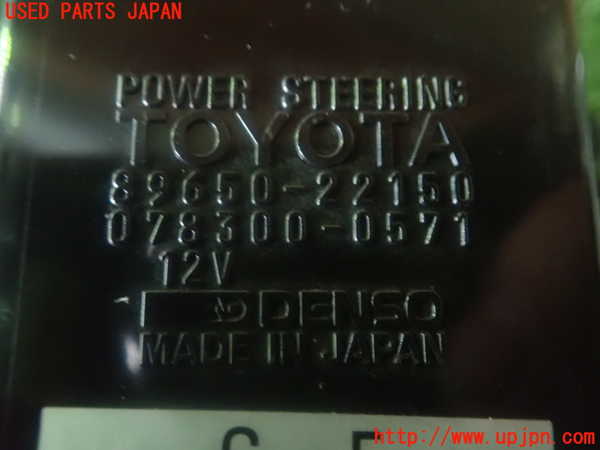 USED PARTS JAPAN
POWER STEERING
TOYOTA
89650-22150
078300-0571
12V
DENSO
MADE IN JAPAN
http://www.upjpn.com